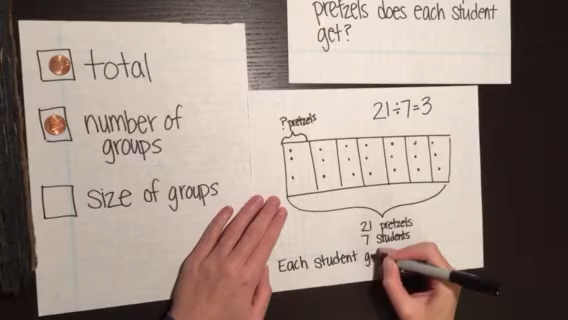 pretzels does each student
get?
total
number of
groups
size of groups
21÷7=3
? pretzels
21 pretzels
7 students
Each student